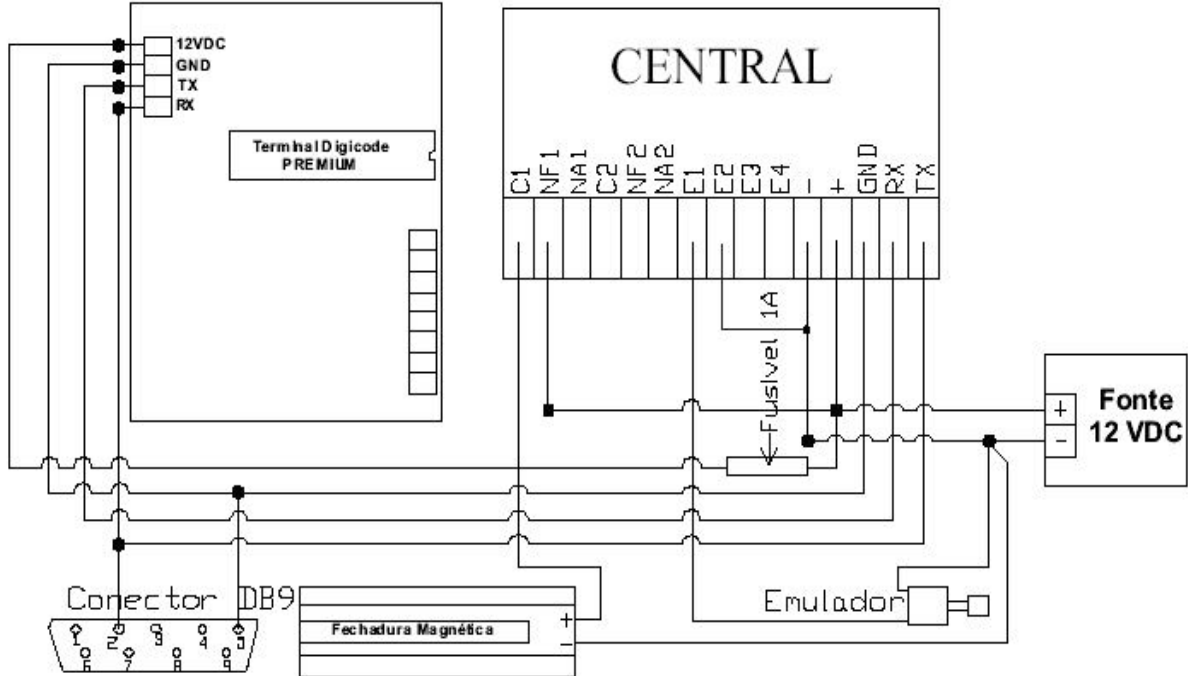 12VDC
GND
TX
RX
Terminal Digicode
PREMIUM
CENTRAL
C1
NF1
NA1
C2
NF2
NA2
E1
E2
E3
E4
-
+
GND
RX
TX
Fusível 1A
+
-
Fonte
12 VDC
Conector DB9
1
2
3
4
5
6
7
8
9
Fechadura Magnética
+
-
Emulador